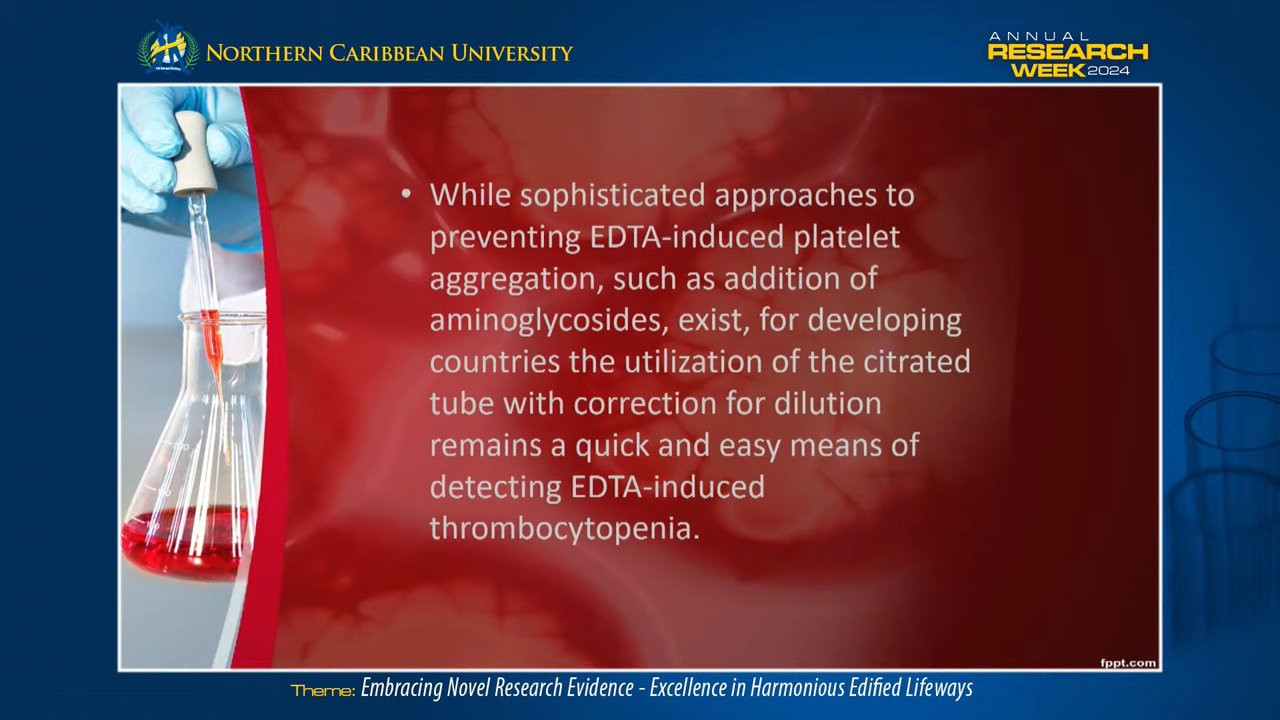 NORTHERN CARIBBEAN UNIVERSITY
ANNUAL
RESEARCH
WEEK 2024
• While sophisticated approaches to
preventing EDTA-induced platelet
aggregation, such as addition of
aminoglycosides, exist, for developing
countries the utilization of the citrated
tube with correction for dilution
remains a quick and easy means of
detecting EDTA-induced
thrombocytopenia.
fppt.com
Theme: Embracing Novel Research Evidence - Excellence in Harmonious Edified Lifeways